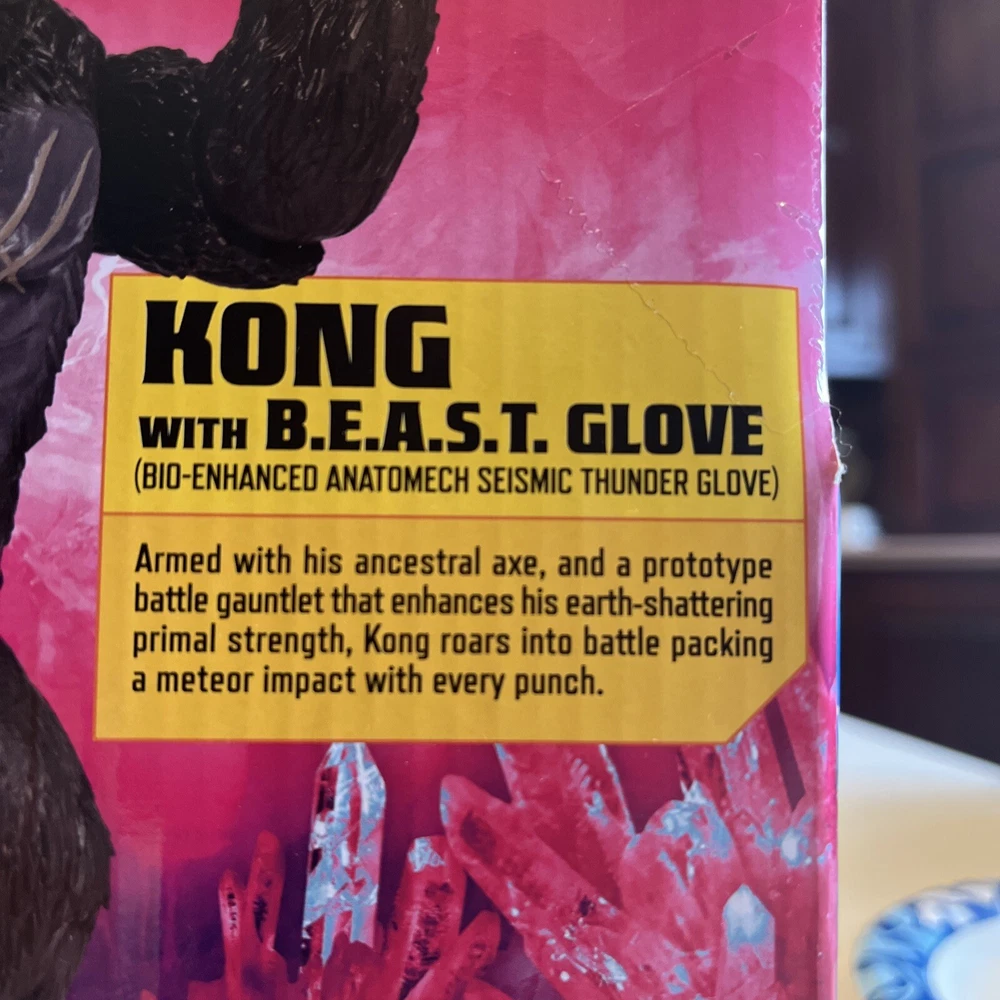 KONG
WITH B.E.A.S.T. GLOVE
(BIO-ENHANCED ANATOMECH SEISMIC THUNDER GLOVE)
Armed with his ancestral axe, and a prototype
battle gauntlet that enhances his earth-shattering
primal strength, Kong roars into battle packing
a meteor impact with every punch.